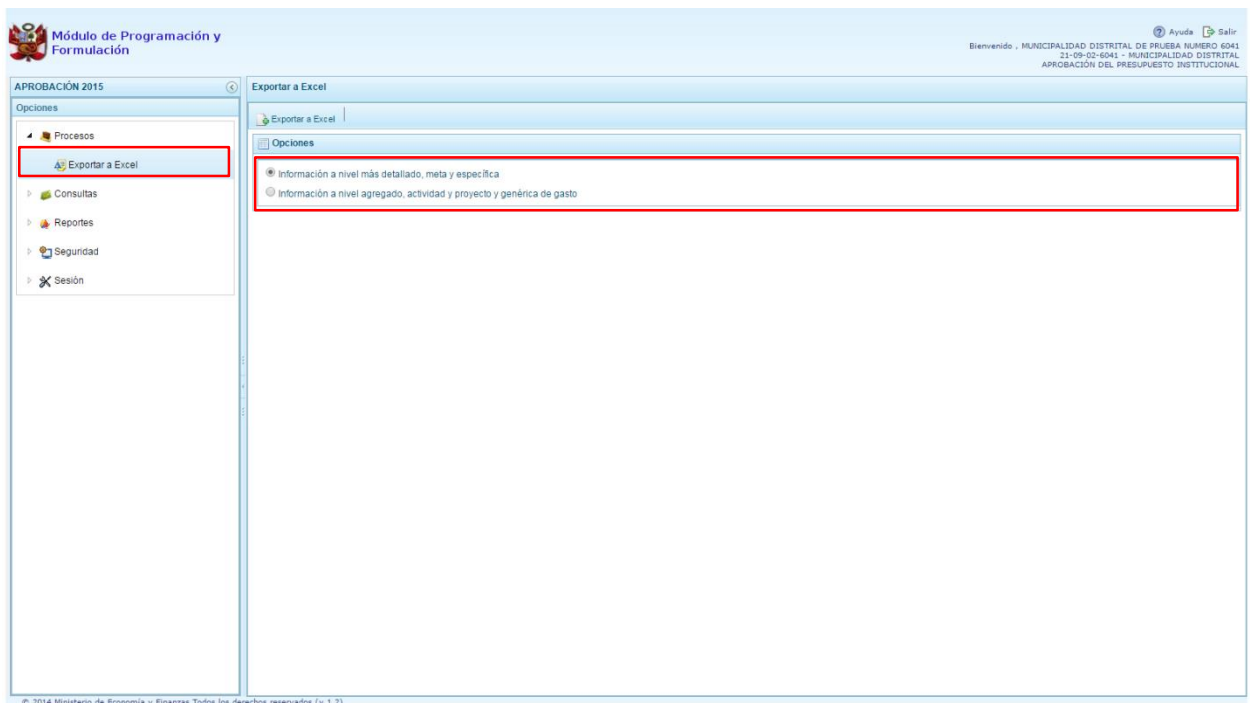 Módulo de Programación y
Formulación
Ayuda Salir
Bienvenido , MUNICIPALIDAD DISTRITAL DE PRUEBA NUMERO 6041
21-09-02-6041 - MUNICIPALIDAD DISTRITAL
APROBACIÓN DEL PRESUPUESTO INSTITUCIONAL
APROBACIÓN 2015
Opciones
Procesos
Exportar a Excel
Consultas
Reportes
Seguridad
Sesión
Exportar a Excel
Exportar a Excel
Opciones
Información a nivel más detallado, meta y específica
Información a nivel agregado, actividad y proyecto y genérica de gasto
© 2014 Ministerio de Economía y Finanzas Todos los derechos reservados (v 1.2)